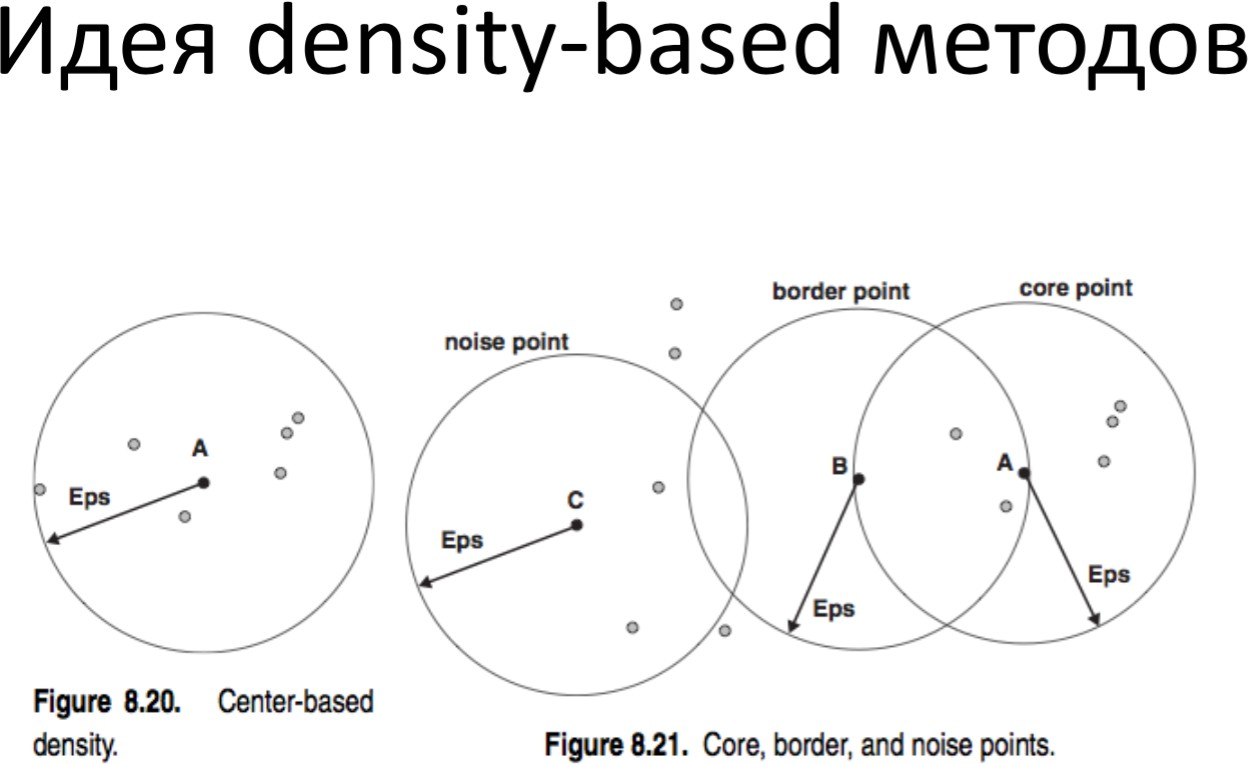 Идея density-based методов
A
Eps
Figure 8.20. Center-based
density.
noise point
C
Eps
border point
B
Eps
core point
A
Eps
Figure 8.21. Core, border, and noise points.